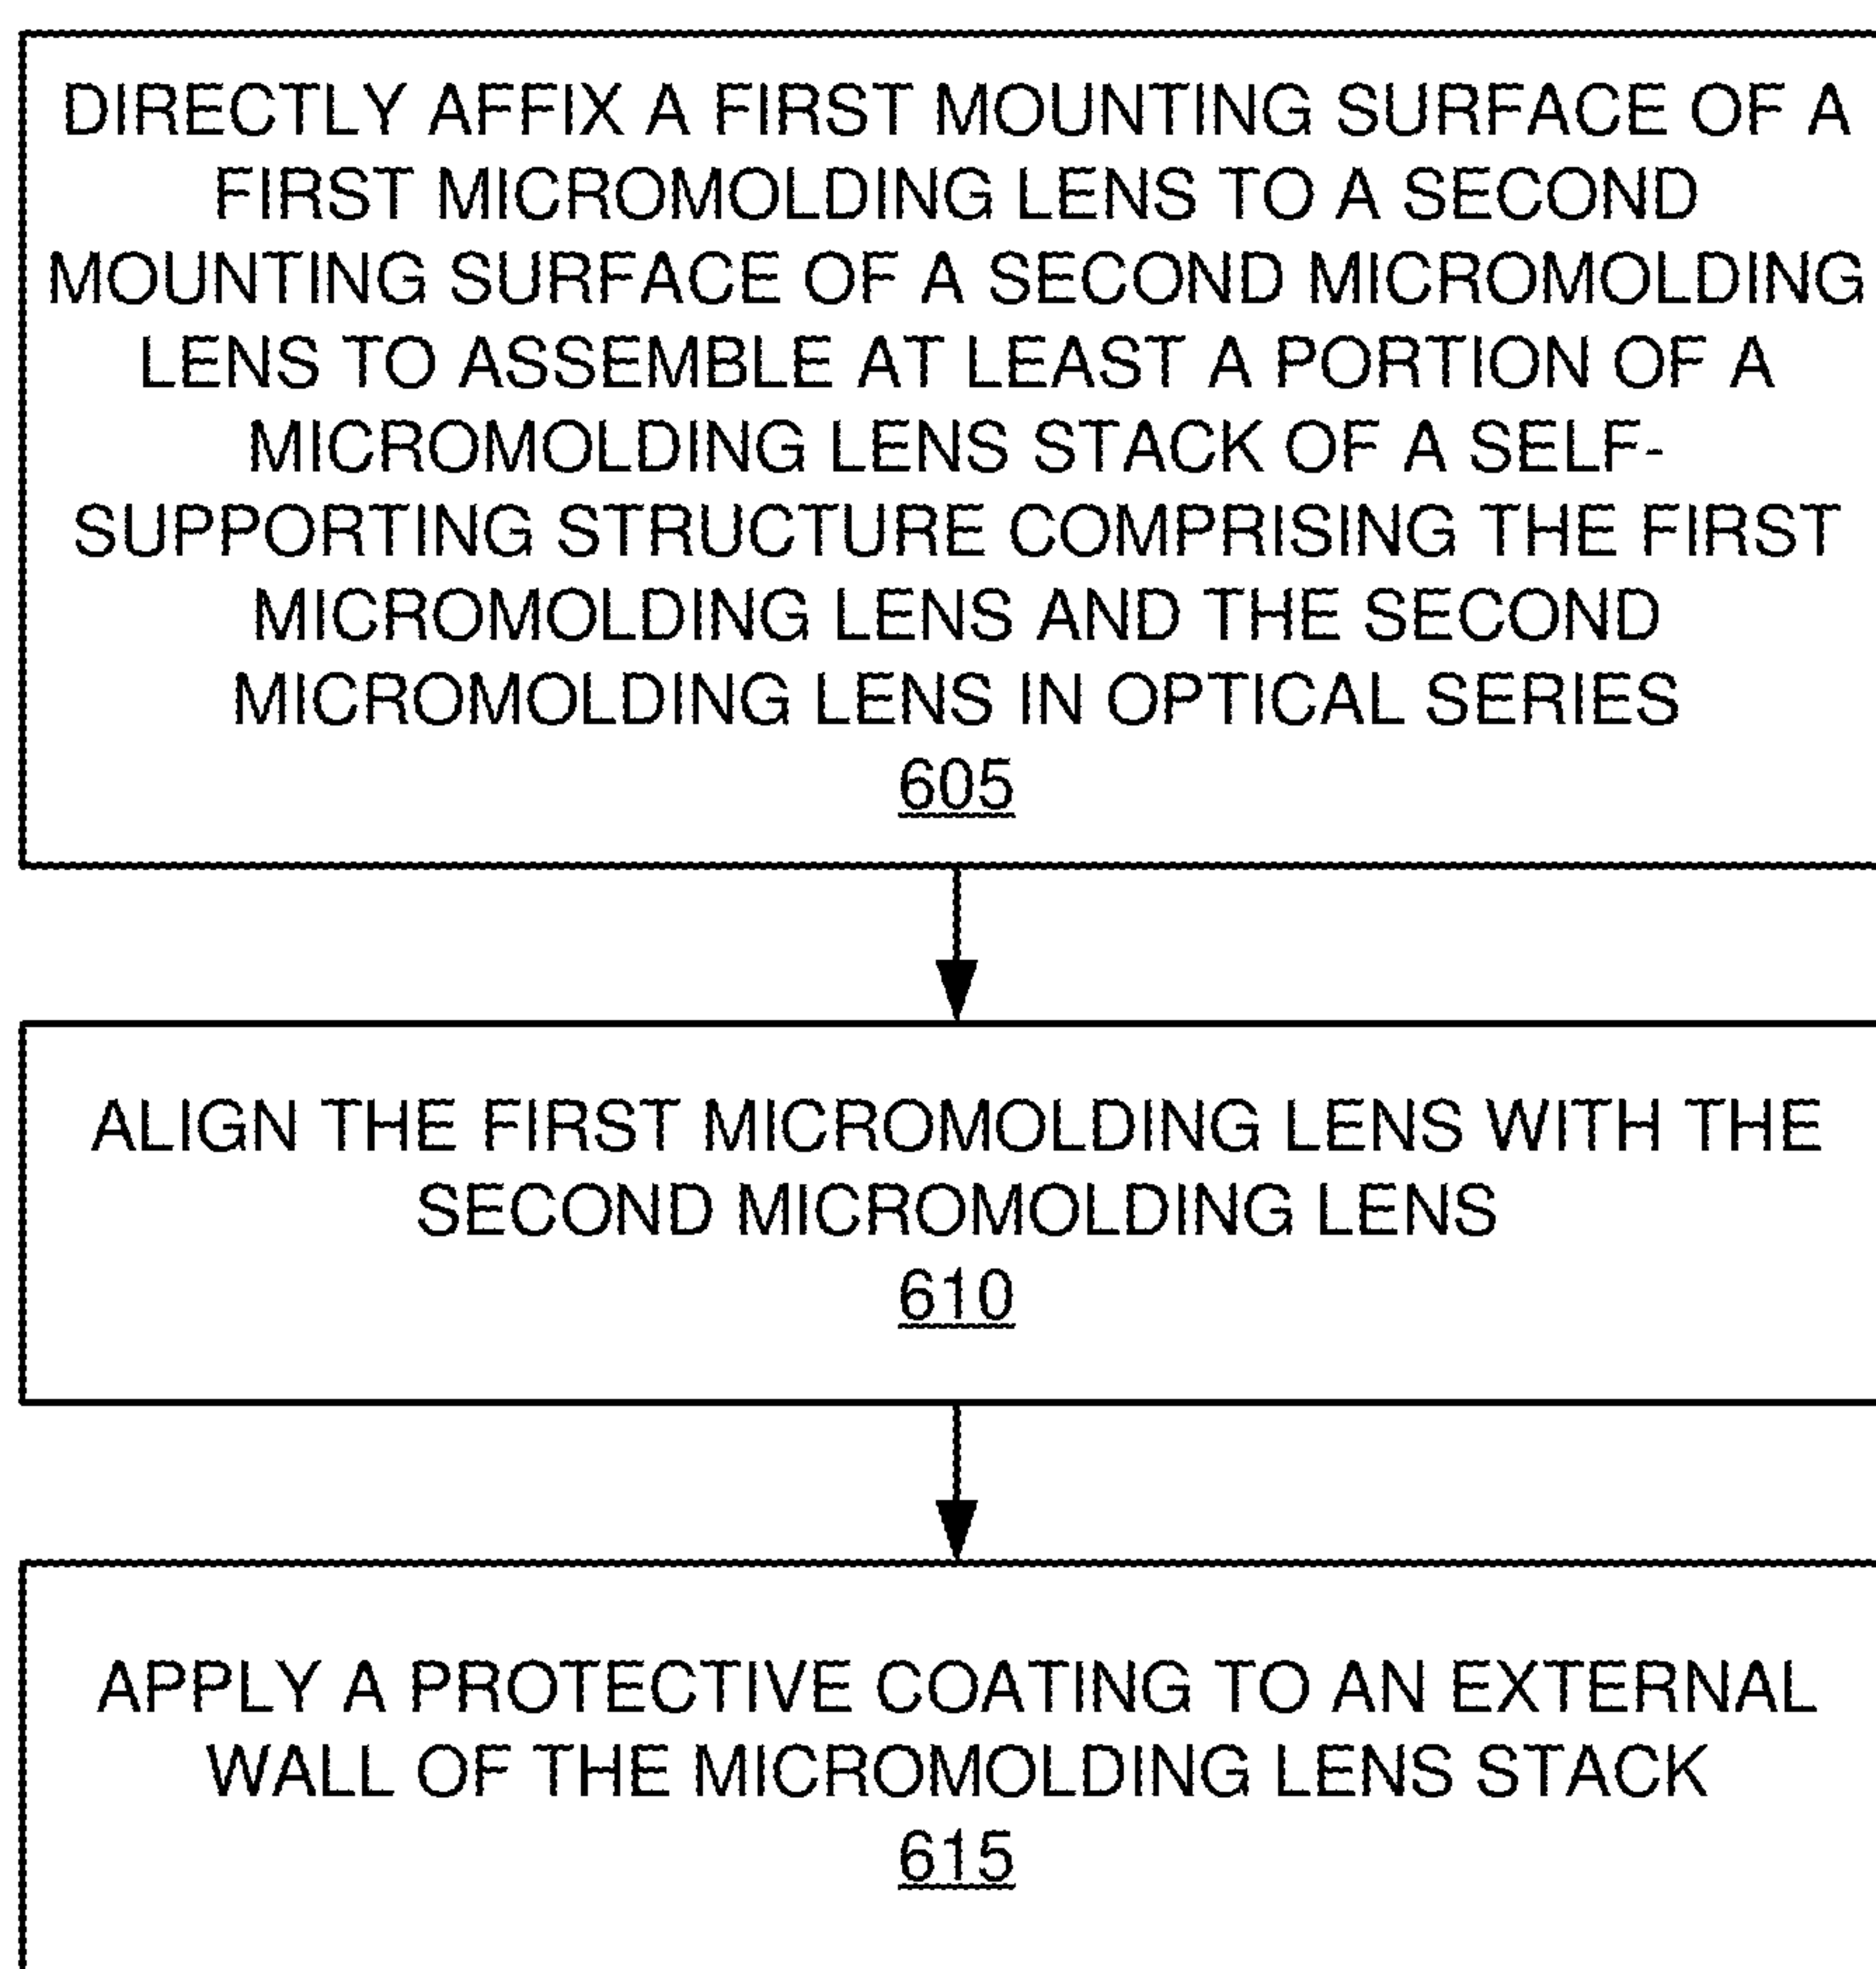 DIRECTLY AFFIX A FIRST MOUNTING SURFACE OF A
FIRST MICROMOLDING LENS TO A SECOND
MOUNTING SURFACE OF A SECOND MICROMOLDING
LENS TO ASSEMBLE AT LEAST A PORTION OF A
MICROMOLDING LENS STACK OF A SELF-
SUPPORTING STRUCTURE COMPRISING THE FIRST
MICROMOLDING LENS AND THE SECOND
MICROMOLDING LENS IN OPTICAL SERIES
605
ALIGN THE FIRST MICROMOLDING LENS WITH THE
SECOND MICROMOLDING LENS
610
APPLY A PROTECTIVE COATING TO AN EXTERNAL
WALL OF THE MICROMOLDING LENS STACK
615